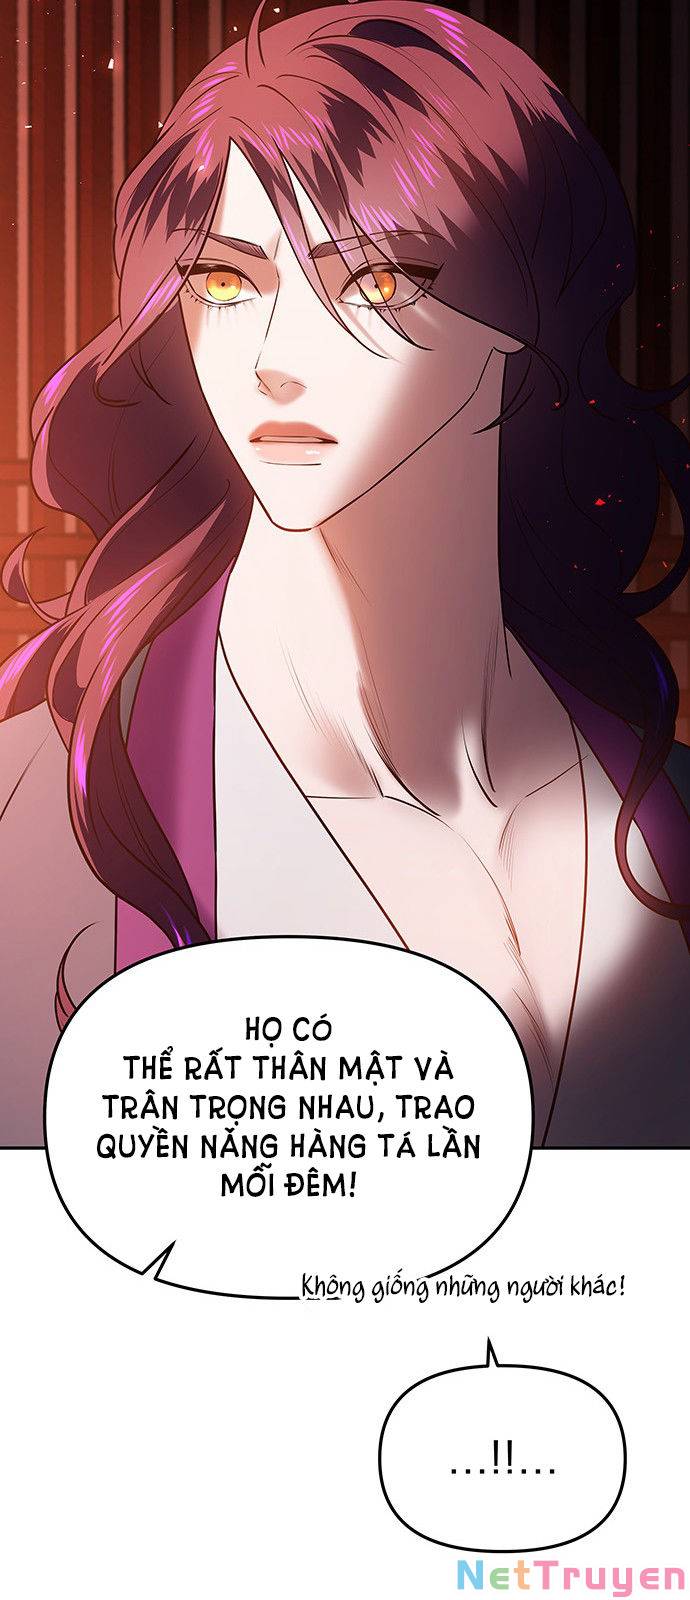 HỌ CÓ
THỂ RẤT THÂN MẬT VÀ
TRÂN TRỌNG NHAU, TRAO
QUYỀN NĂNG HÀNG TÁ LẦN
MỖI ĐÊM!
Không giống những người khác!
...!!...
NetTruyen